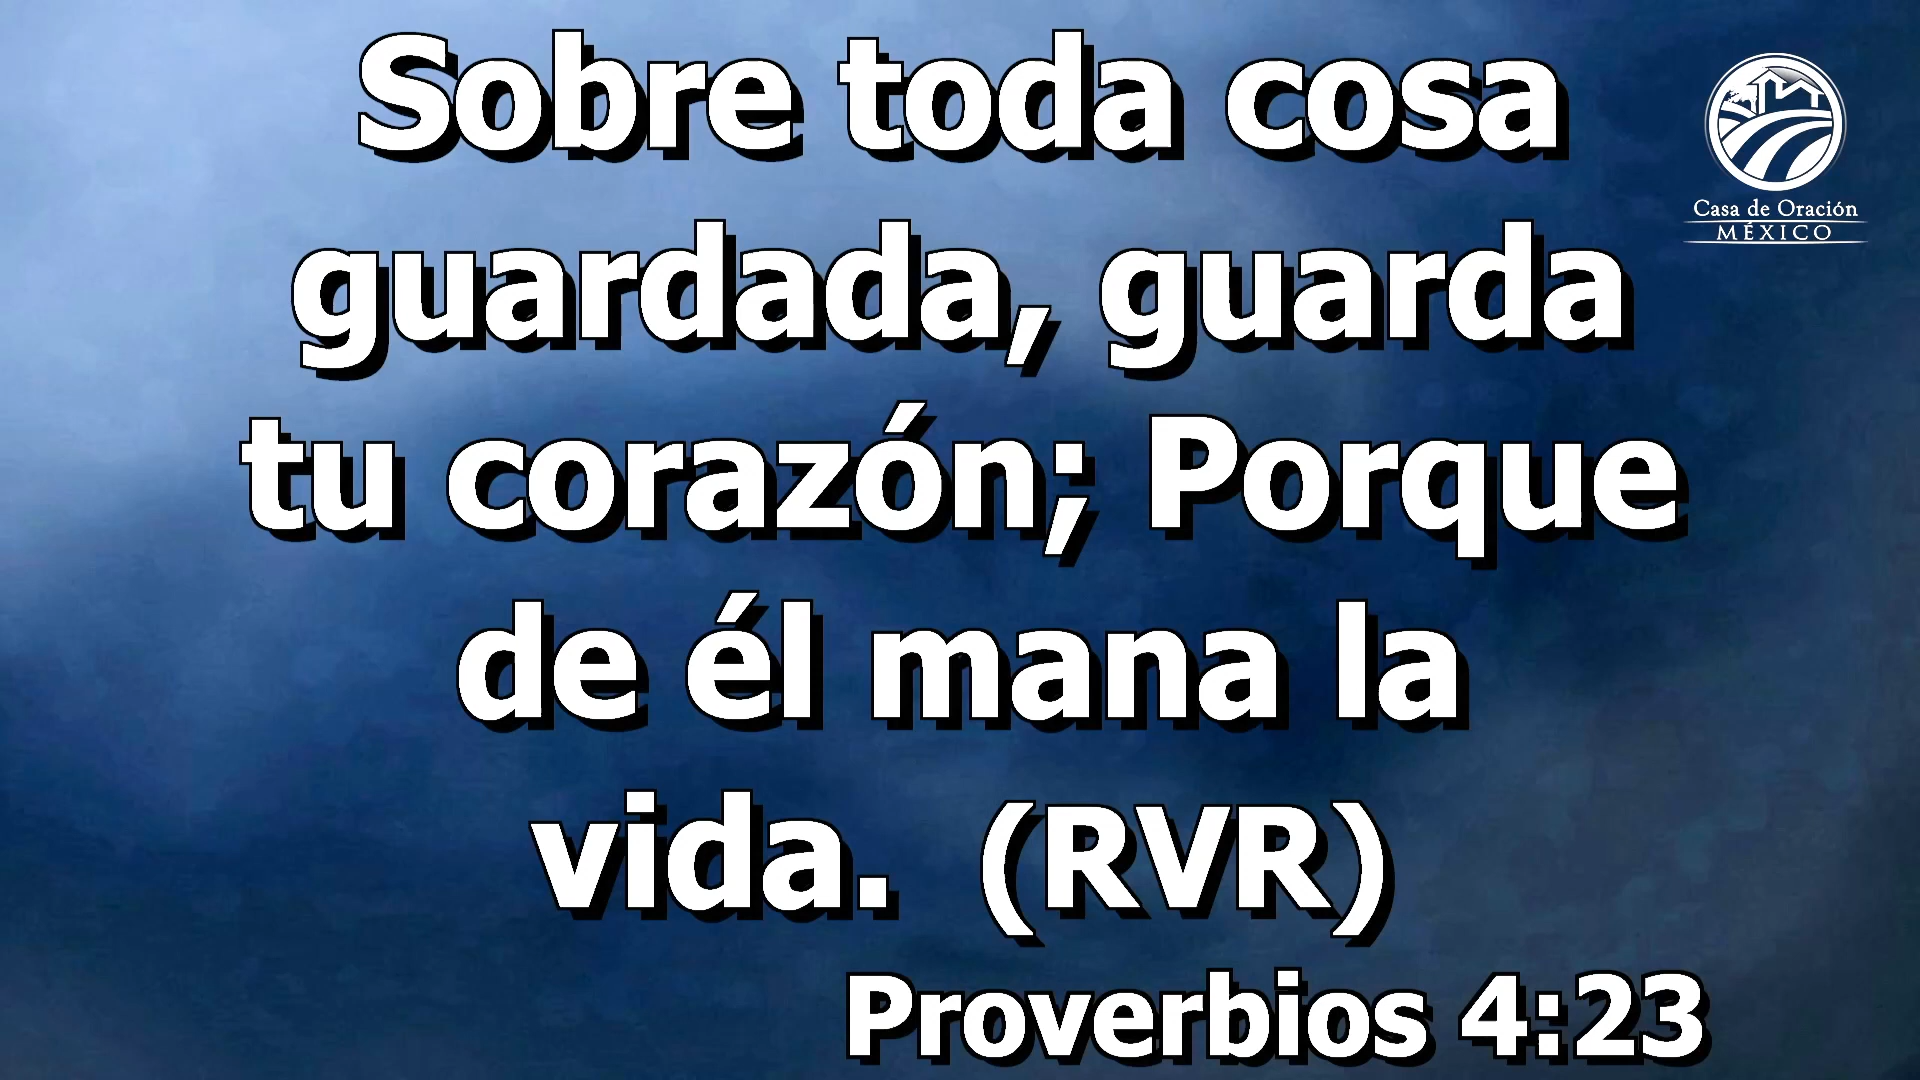 Sobre toda cosa
guardada, guarda
tu corazón; Porque
de él mana la
vida.  (RVR)
Proverbios 4:23
Casa de Oración
MÉXICO